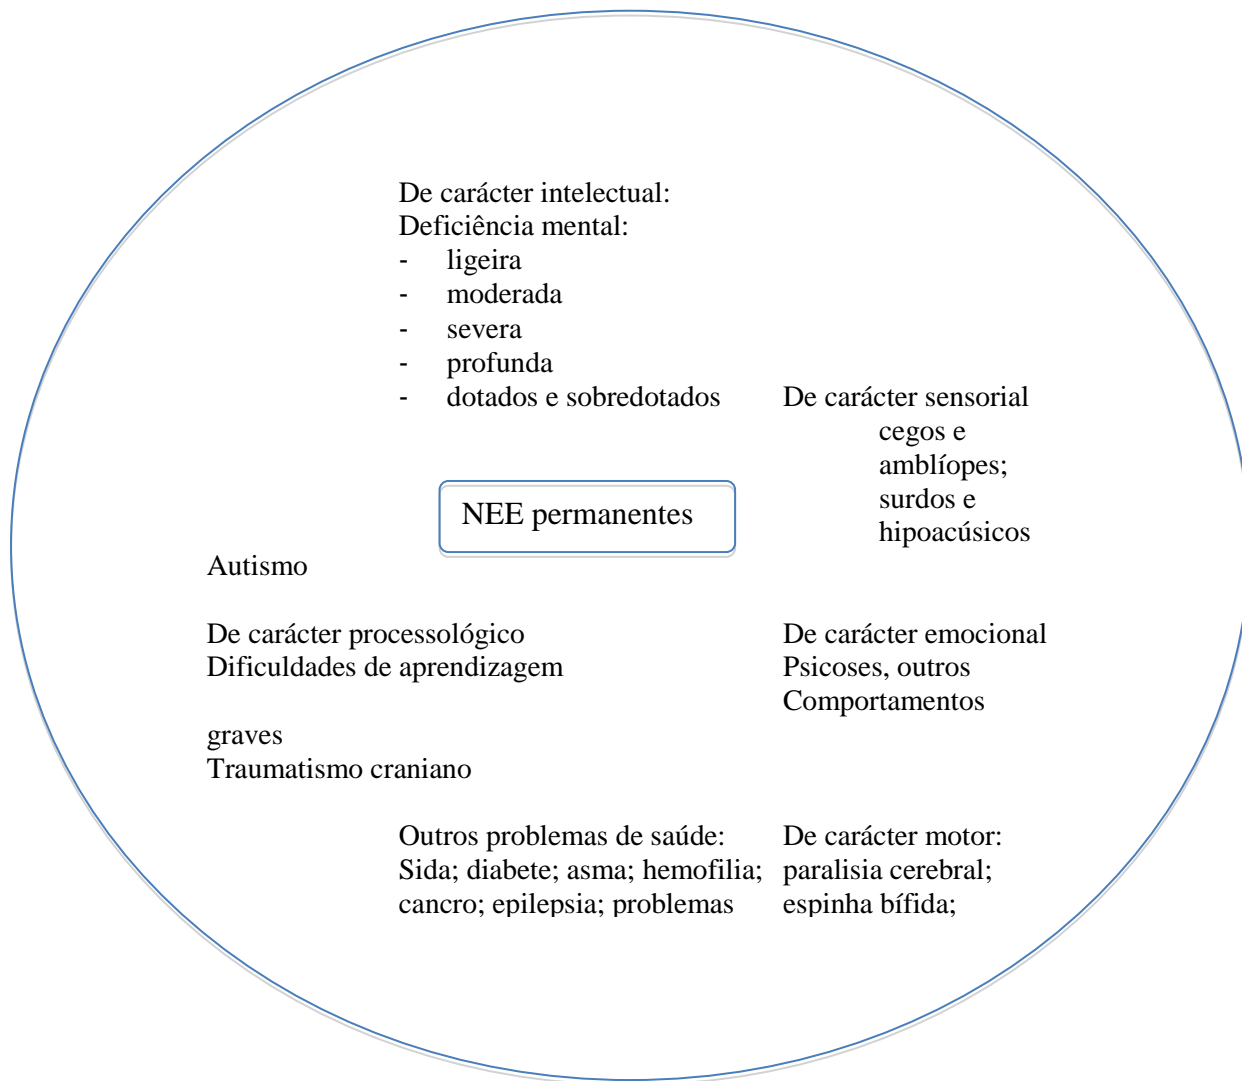 De carácter intelectual:
Deficiência mental:
- ligeira
- moderada
- severa
- profunda
- dotados e sobredotados
De carácter sensorial
cegos e
amblíopes;
surdos e
hipoacúsicos
NEE permanentes
Autismo
De carácter processológico
Dificuldades de aprendizagem
De carácter emocional
Psicoses, outros
Comportamentos
graves
Traumatismo craniano
Outros problemas de saúde:
Sida; diabete; asma; hemofilia;
cancro; epilepsia; problemas
De carácter motor:
paralisia cerebral;
espinha bífida;